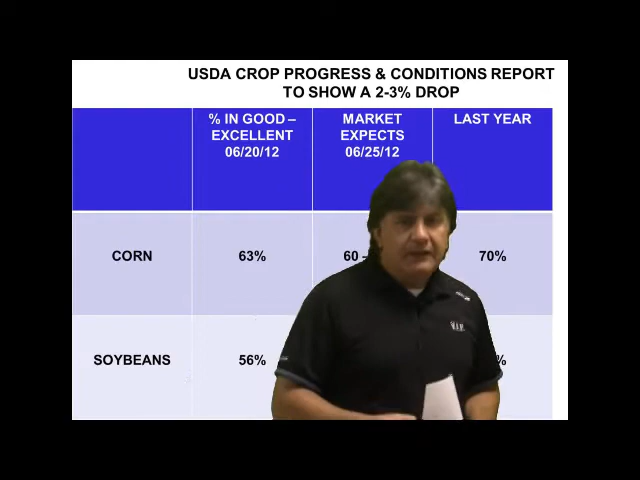 USDA CROP PROGRESS & CONDITIONS REPORT
TO SHOW A 2-3% DROP
% IN GOOD –
EXCELLENT
06/20/12
MARKET
EXPECTS
06/25/12
LAST YEAR
CORN
63%
60 –
70%
SOYBEANS
56%
%